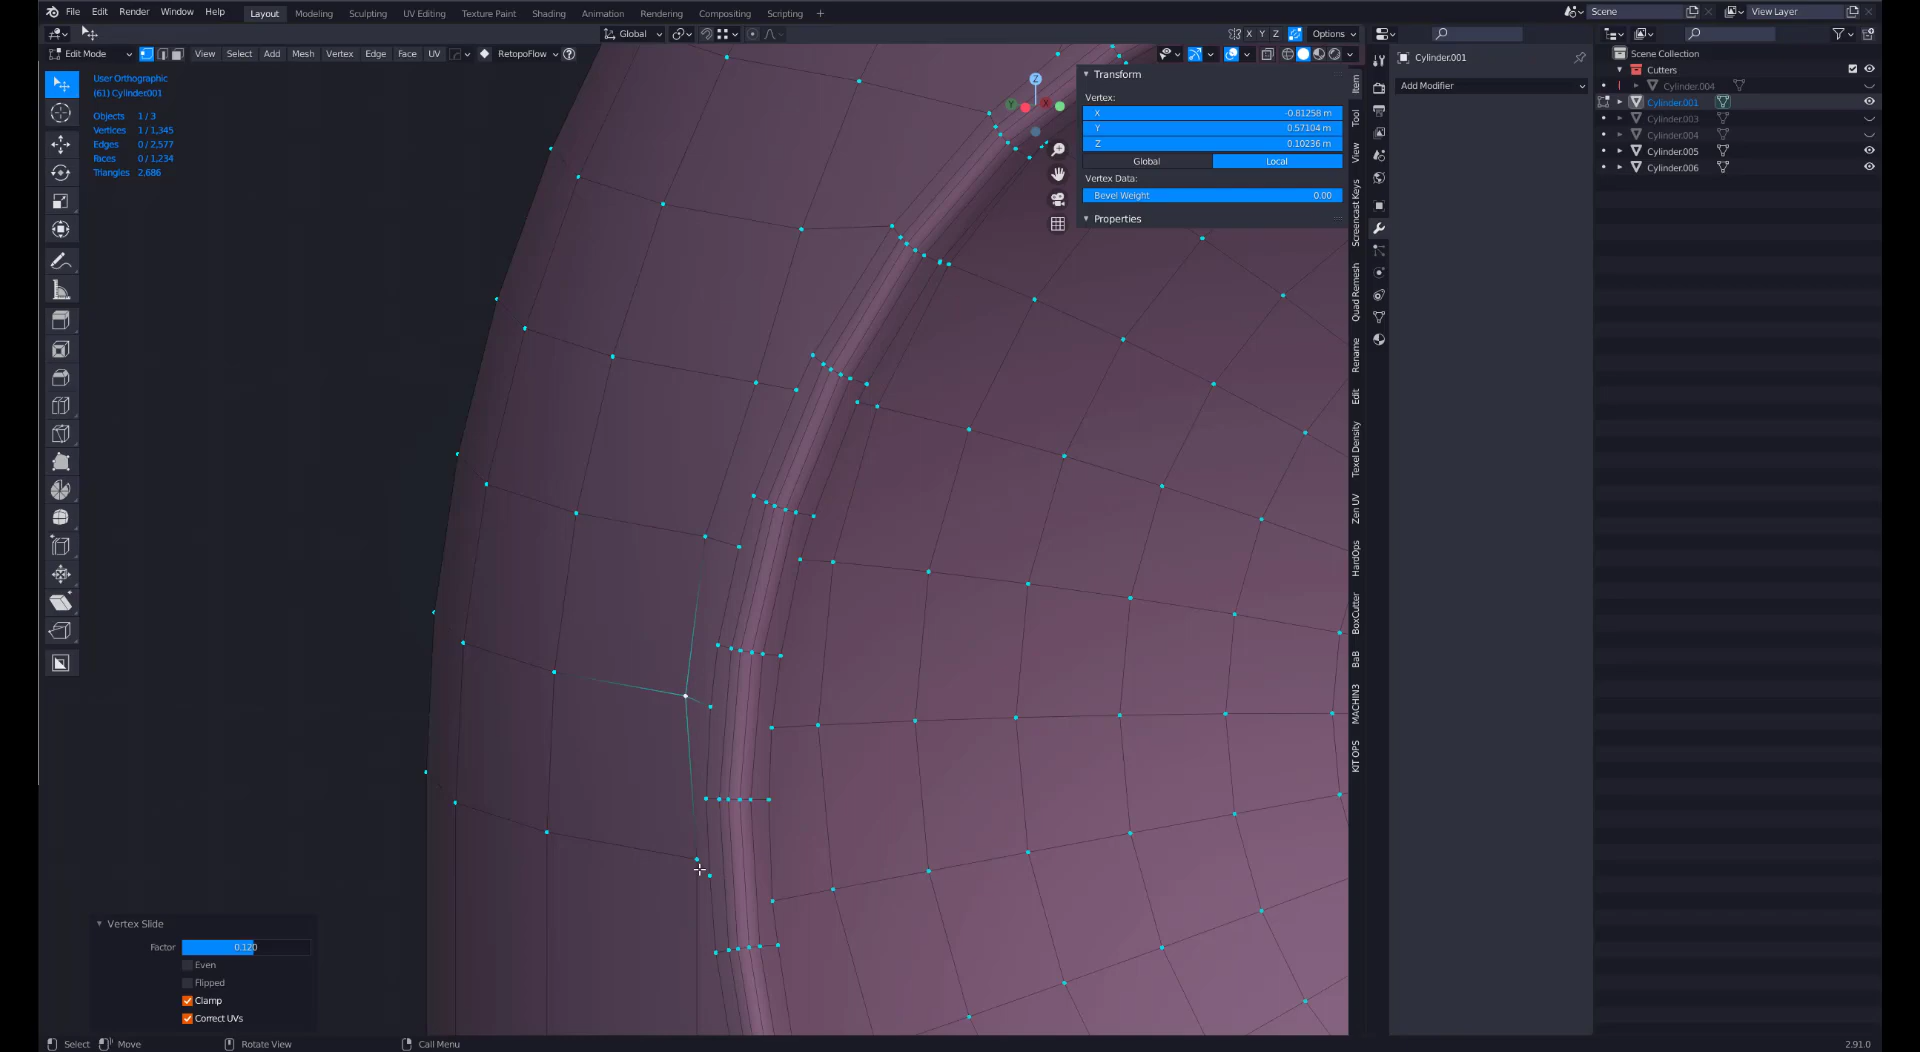 File Edit Render Window Help Layout Modeling Sculpting UV Editing Texture Paint Shading Animation Rendering Compositing Scripting + Scene View Layer
Global X Y Z Options
Edit Mode View Select Add Mesh Vertex Edge Face UV RetopoFlow
User Orthographic
(61) Cylinder.001
Objects 1 / 3
Vertices 1 / 1,345
Edges 0 / 2,577
Faces 0 / 1,234
Triangles 2,686
Z
Y X
Transform
Vertex:
X -0.81258 m
Y 0.57104 m
Z 0.10236 m
Global Local
Vertex Data:
Bevel Weight 0.00
Properties
Item
Tool
View
Screencast Keys
Quad Remesh
Rename
Edit
Texel Density
Zen UV
HardOps
BoxCutter
BaB
MACHIN3
KIT OPS
Cylinder.001
Add Modifier
Scene Collection
Cutters
Cylinder.004
Cylinder.001
Cylinder.003
Cylinder.004
Cylinder.005
Cylinder.006
Vertex Slide
Factor 0.120
Even
Flipped
Clamp
Correct UVs
Select Move Rotate View Call Menu 2.91.0